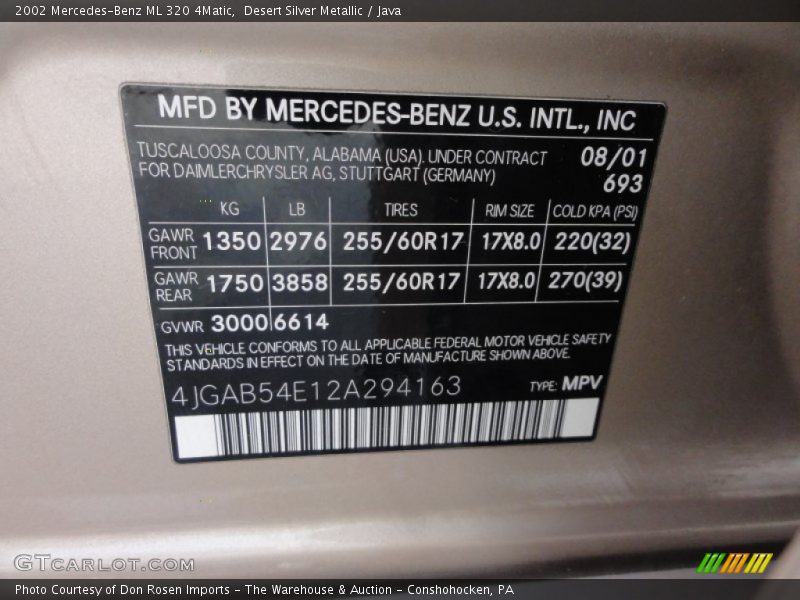 2002 Mercedes-Benz ML 320 4Matic,  Desert Silver Metallic / Java
MFD BY MERCEDES-BENZ U.S. INTL., INC
TUSCALOOSA COUNTY, ALABAMA (USA). UNDER CONTRACT 08/01
FOR DAIMLERCHRYSLER AG, STUTTGART (GERMANY) 693
KG LB TIRES RIM SIZE COLD KPA (PSI)
GAWR
FRONT 1350 2976 255/60R17 17X8.0 220(32)
GAWR
REAR 1750 3858 255/60R17 17X8.0 270(39)
GVWR 3000 6614
THIS VEHICLE CONFORMS TO ALL APPLICABLE FEDERAL MOTOR VEHICLE SAFETY
STANDARDS IN EFFECT ON THE DATE OF MANUFACTURE SHOWN ABOVE.
4JGAB54E12A294163 TYPE: MPV
GTCARLOT.COM
Photo Courtesy of Don Rosen Imports - The Warehouse & Auction - Conshohocken, PA